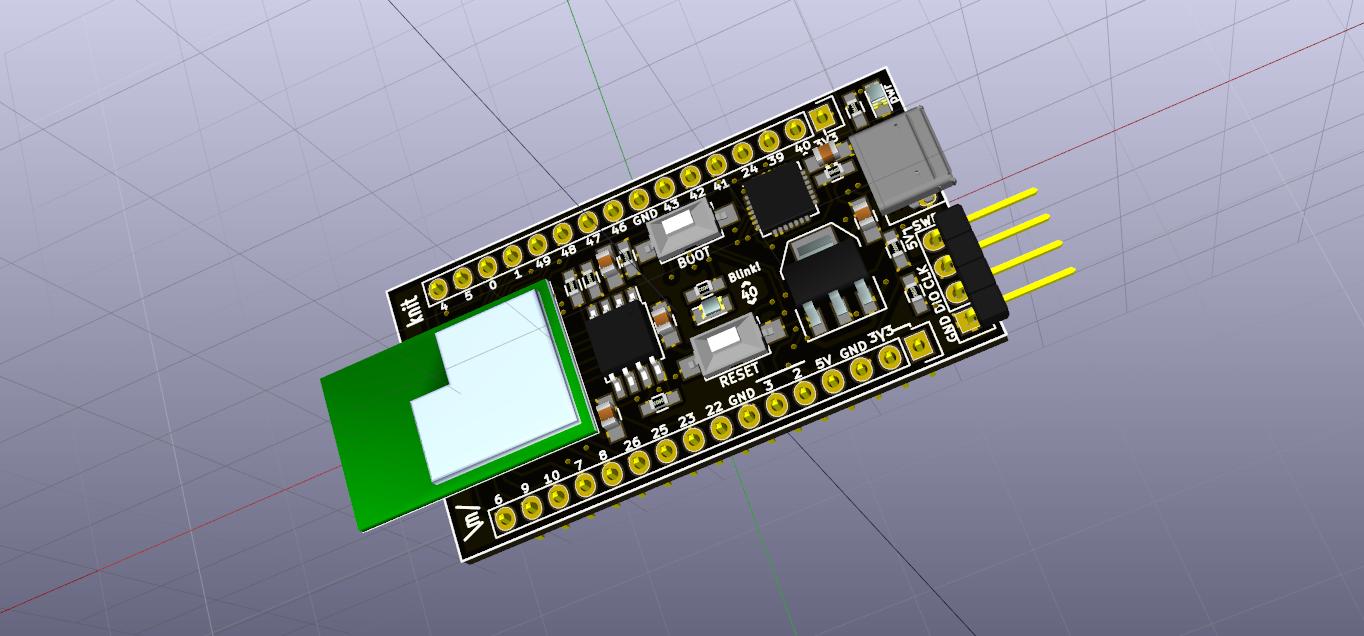 PWR
3V3
40
39
24
41
42
43
GND
46
47
48
49
1
0
5
4
knit
BOOT
Blink!
40
RESET
SWD
5V
CLK
DIO
GND
3V3
GND
5V
2
3
GND
22
23
25
26
8
7
10
9
6
\m/